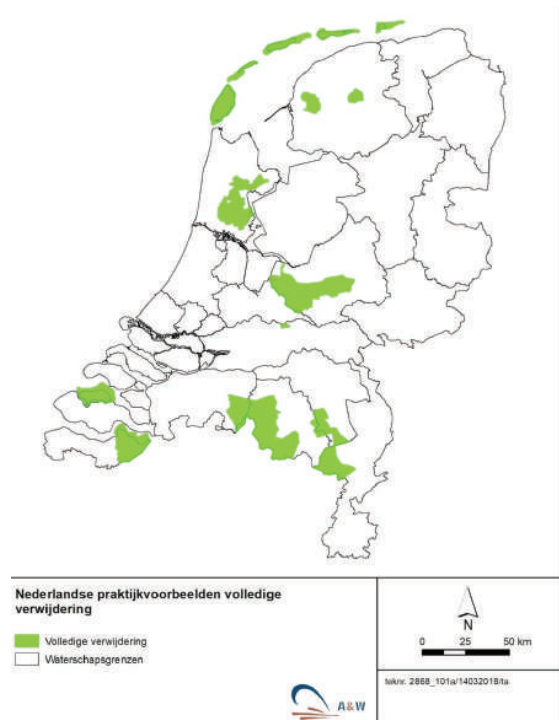 Nederlandse praktijkvoorbeelden volledige
verwijdering
Volledige verwijdering
Waterschapsgrenzen
N
0 25 50 km
teknr. 2868_101a/14032018/ta
A&W